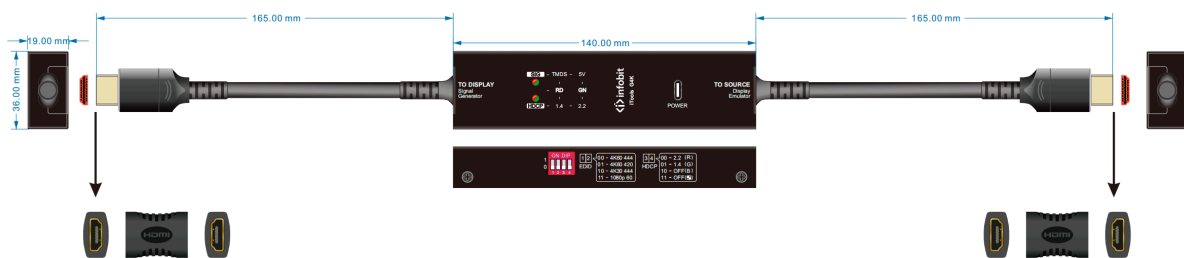 165.00 mm
165.00 mm
19.00 mm
140.00 mm
36.00 mm
TO DISPLAY
Signal
Generator
SIG - TMDS - 5V
- RD GN
HDCP - 1.4 - 2.2
infobit
iTools G4K
POWER
TO SOURCE
Display
Emulator
1
0
ON DIP
1 2 3 4
1 2
EDID
00 - 4K60 444
01 - 4K60 420
10 - 4K30 444
11 - 1080p 60
3 4
HDCP
00 - 2.2 (R)
01 - 1.4 (G)
10 - OFF(B)
11 - OFF
HDMI
HDMI